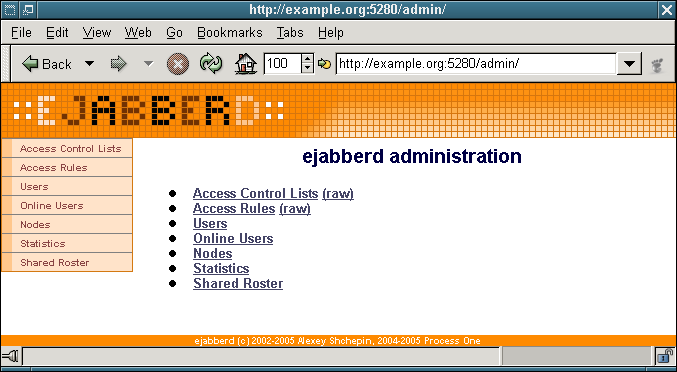 http://example.org:5280/admin/
File Edit View Web Go Bookmarks Tabs Help
Back 100 http://example.org:5280/admin/
::EJABBERD::
Access Control Lists
Access Rules
Users
Online Users
Nodes
Statistics
Shared Roster
ejabberd administration
Access Control Lists (raw)
Access Rules (raw)
Users
Online Users
Nodes
Statistics
Shared Roster
ejabberd (c) 2002-2005 Alexey Shchepin, 2004-2005 Process One